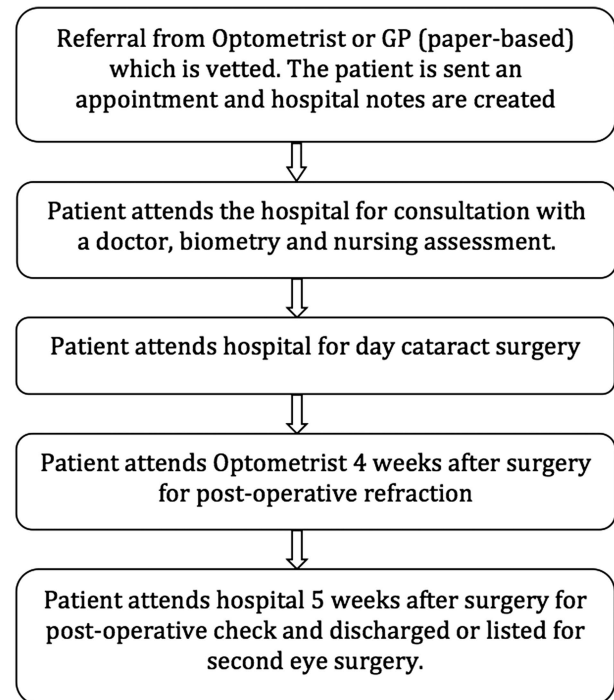 Referral from Optometrist or GP (paper-based)
which is vetted. The patient is sent an
appointment and hospital notes are created
Patient attends the hospital for consultation with
a doctor, biometry and nursing assessment.
Patient attends hospital for day cataract surgery
Patient attends Optometrist 4 weeks after surgery
for post-operative refraction
Patient attends hospital 5 weeks after surgery for
post-operative check and discharged or listed for
second eye surgery.